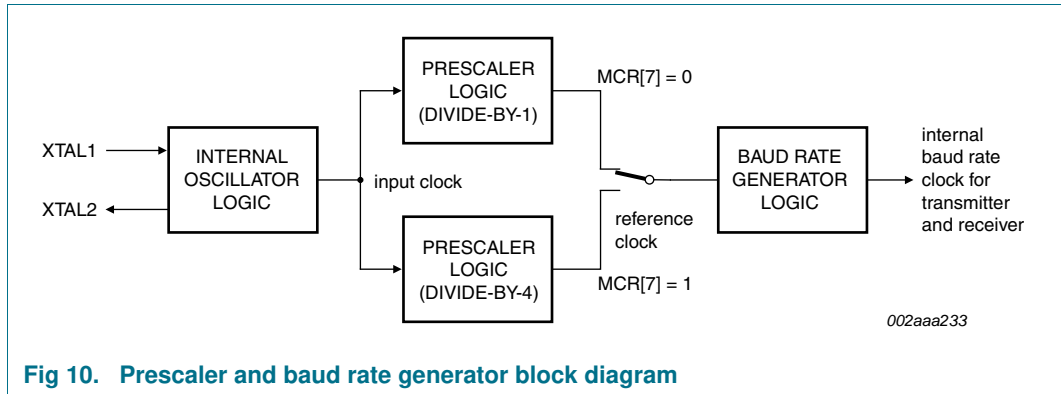 XTAL1
XTAL2
INTERNAL
OSCILLATOR
LOGIC
input clock
PRESCALER
LOGIC
(DIVIDE-BY-1)
MCR[7] = 0
PRESCALER
LOGIC
(DIVIDE-BY-4)
MCR[7] = 1
reference
clock
BAUD RATE
GENERATOR
LOGIC
internal
baud rate
clock for
transmitter
and receiver
002aaa233
Fig 10. Prescaler and baud rate generator block diagram